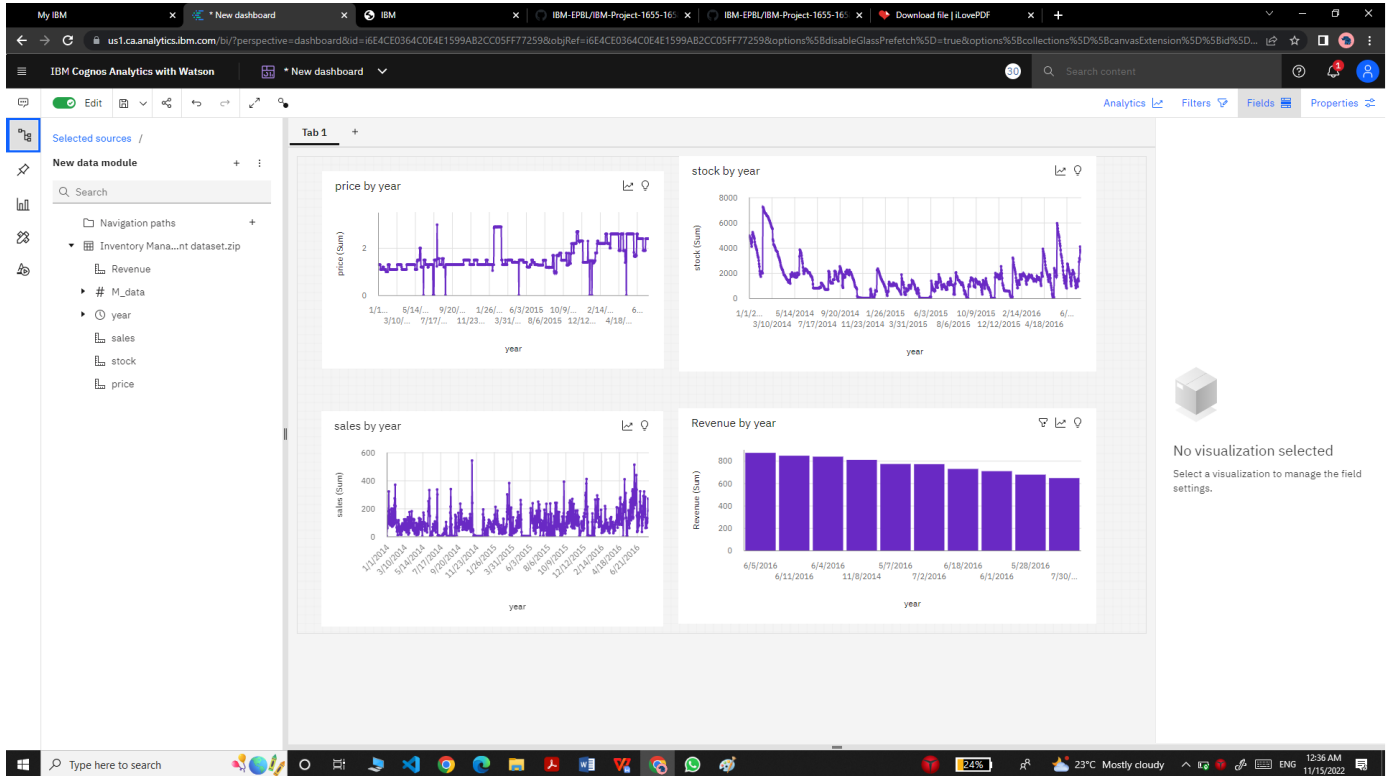 My IBM
* New dashboard
IBM
IBM-EPBL/IBM-Project-1655-165
IBM-EPBL/IBM-Project-1655-165
Download file | iLovePDF
us1.ca.analytics.ibm.com/bi/?perspective=dashboard&id=i6E4CE0364C0E4E1599AB2CC05FF77259&objRef=i6E4CE0364C0E4E1599AB2CC05FF77259&options%5BdisableGlassPrefetch%5D=true&options%5Bcollections%5D%5BcanvasExtension%5D%5Bid%5D...
IBM Cognos Analytics with Watson
* New dashboard
30
Search content
1
Edit
Analytics
Filters
Fields
Properties
Selected sources /
New data module
Search
Navigation paths
Inventory Mana...nt dataset.zip
Revenue
M_data
year
sales
stock
price
Tab 1
price by year
price (Sum)
2
0
1/1... 5/14/... 9/20/... 1/26/... 6/3/2015 10/9/... 2/14/... 6...
3/10/... 7/17/... 11/23... 3/31/... 8/6/2015 12/12... 4/18/...
year
stock by year
stock (Sum)
8000
6000
4000
2000
0
1/1/2... 5/14/2014 9/20/2014 1/26/2015 6/3/2015 10/9/2015 2/14/2016 6/...
3/10/2014 7/17/2014 11/23/2014 3/31/2015 8/6/2015 12/12/2015 4/18/2016
year
sales by year
sales (Sum)
600
400
200
0
1/1/2014 3/10/2014 5/14/2014 7/17/2014 9/20/2014 11/23/2014 1/26/2015 3/31/2015 6/3/2015 8/6/2015 10/9/2015 12/12/2015 2/14/2016 4/18/2016 6/21/2016
year
Revenue by year
Revenue (Sum)
800
600
400
200
0
6/5/2016 6/4/2016 5/7/2016 6/18/2016 5/28/2016
6/11/2016 11/8/2014 7/2/2016 6/1/2016 7/30/...
year
No visualization selected
Select a visualization to manage the field
settings.
Type here to search
24%
23°C Mostly cloudy
ENG
12:36 AM
11/15/2022